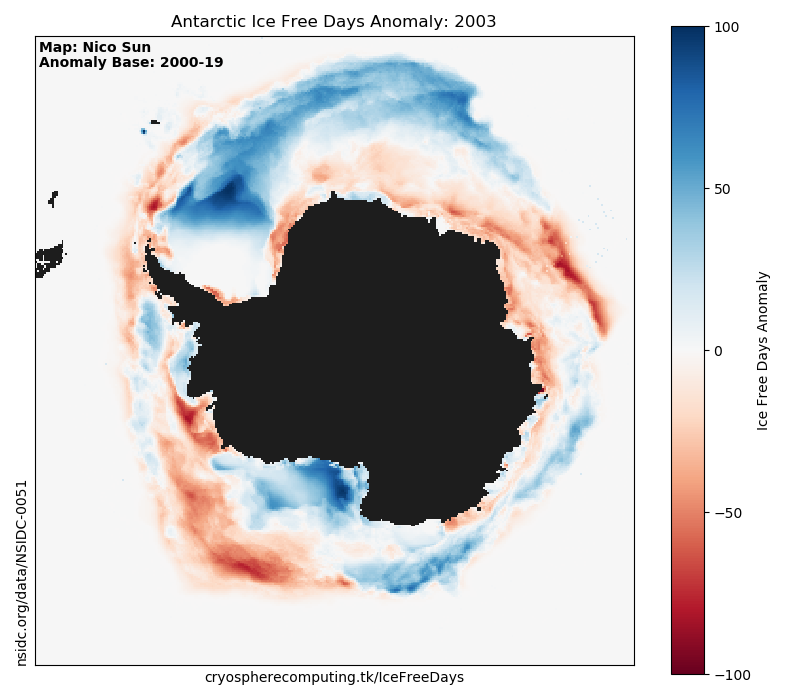 Antarctic Ice Free Days Anomaly: 2003
Map: Nico Sun
Anomaly Base: 2000-19
nsidc.org/data/NSIDC-0051
cryospherecomputing.tk/IceFreeDays
100
50
0
−50
−100
Ice Free Days Anomaly